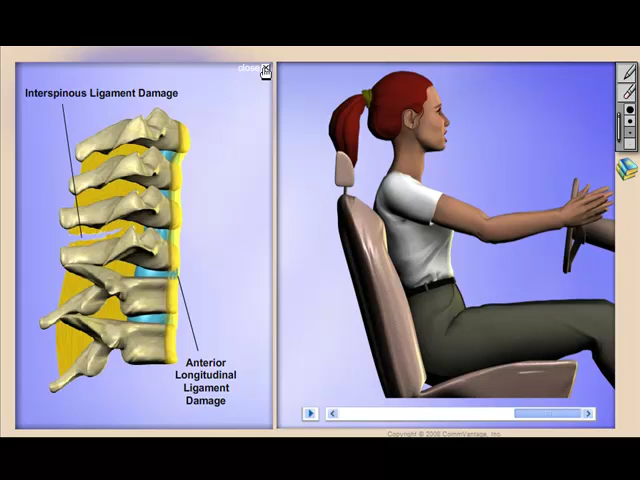 close
Interspinous Ligament Damage
Anterior
Longitudinal
Ligament
Damage
Copyright © 2008 CommVantage, Inc.